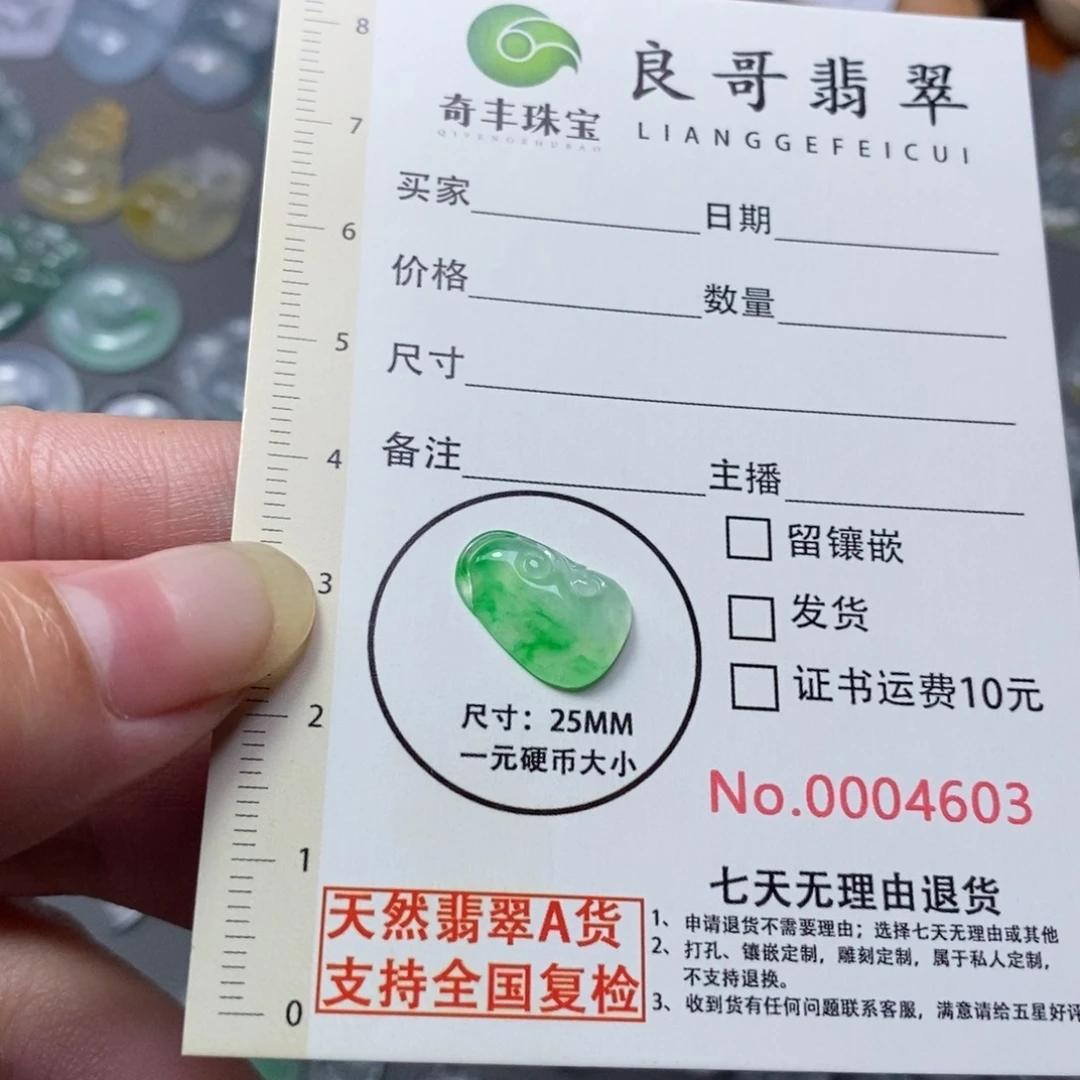 奇丰珠宝
QIFENGZHUBAO
良哥翡翠
LIANGGEFEICUI
买家 日期
价格 数量
尺寸
备注 主播
留镶嵌
发货
证书运费10元
尺寸：25MM
一元硬币大小
No.0004603
天然翡翠A货
支持全国复检
七天无理由退货
1、申请退货不需要理由；选择七天无理由或其他
2、打孔、镶嵌定制，雕刻定制，属于私人定制，
不支持退换。
3、收到货有任何问题联系客服，满意请给五星好评
8
7
6
5
4
3
2
1
0